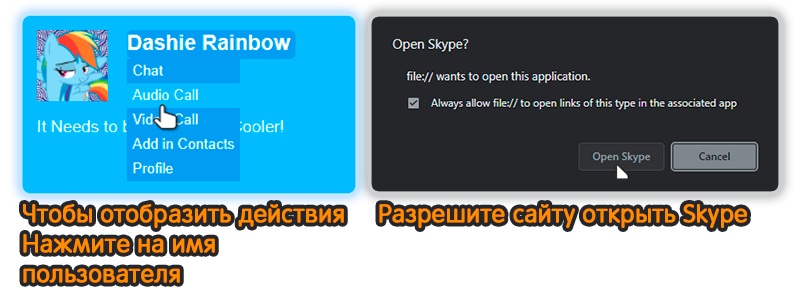 Dashie Rainbow
Chat
Audio Call
Video Call
It Needs to b Cooler!
Add in Contacts
Profile
Чтобы отобразить действия
Нажмите на имя
пользователя
Open Skype?
file:// wants to open this application.
Always allow file:// to open links of this type in the associated app
Open Skype
Cancel
Разрешите сайту открыть Skype